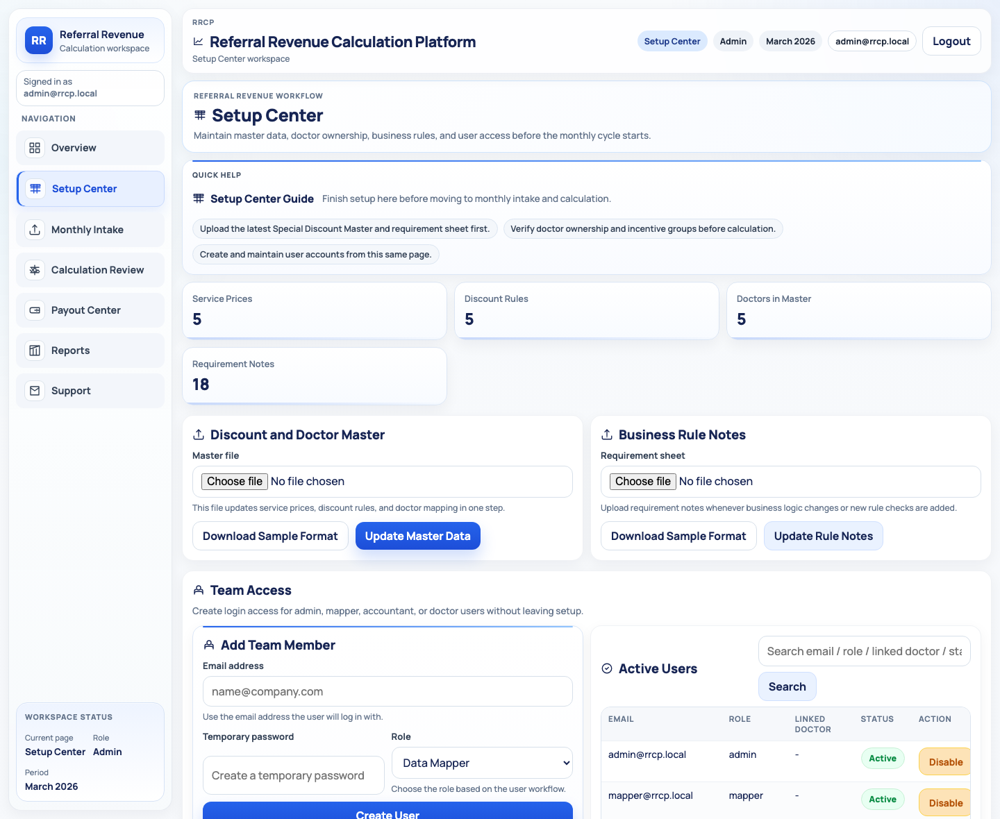 RR
Referral Revenue
Calculation workspace
Signed in as
admin@rrcp.local
NAVIGATION
Overview
Setup Center
Monthly Intake
Calculation Review
Payout Center
Reports
Support
WORKSPACE STATUS
Current page
Role
Setup Center
Admin
Period
March 2026
RRCP
Referral Revenue Calculation Platform
Setup Center workspace
Setup Center
Admin
March 2026
admin@rrcp.local
Logout
REFERRAL REVENUE WORKFLOW
Setup Center
Maintain master data, doctor ownership, business rules, and user access before the monthly cycle starts.
QUICK HELP
Setup Center Guide
Finish setup here before moving to monthly intake and calculation.
Upload the latest Special Discount Master and requirement sheet first.
Verify doctor ownership and incentive groups before calculation.
Create and maintain user accounts from this same page.
Service Prices
5
Discount Rules
5
Doctors in Master
5
Requirement Notes
18
Discount and Doctor Master
Master file
Choose file No file chosen
This file updates service prices, discount rules, and doctor mapping in one step.
Download Sample Format
Update Master Data
Business Rule Notes
Requirement sheet
Choose file No file chosen
Upload requirement notes whenever business logic changes or new rule checks are added.
Download Sample Format
Update Rule Notes
Team Access
Create login access for admin, mapper, accountant, or doctor users without leaving setup.
Add Team Member
Email address
name@company.com
Use the email address the user will log in with.
Temporary password
Create a temporary password
Role
Data Mapper
Choose the role based on the user workflow.
Create User
Active Users
Search email / role / linked doctor / sta
Search
EMAIL
ROLE
LINKED
DOCTOR
STATUS
ACTION
admin@rrcp.local
admin
-
Active
Disable
mapper@rrcp.local
mapper
-
Active
Disable